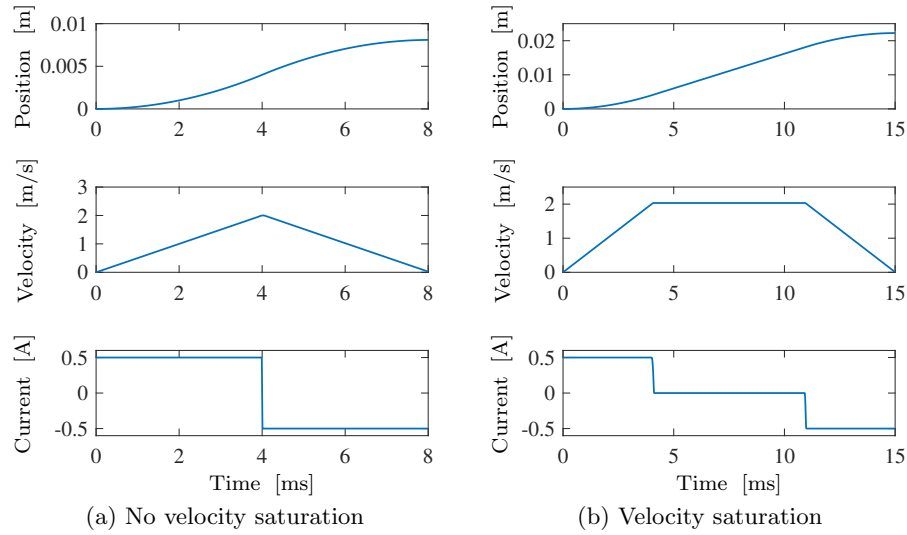 Position [m]
0.01
0.005
0
0 2 4 6 8
Velocity [m/s]
3
2
1
0
0 2 4 6 8
Current [A]
0.5
0
-0.5
0 2 4 6 8
Time [ms]
(a) No velocity saturation
Position [m]
0.02
0.01
0
0 5 10 15
Velocity [m/s]
2
1
0
0 5 10 15
Current [A]
0.5
0
-0.5
0 5 10 15
Time [ms]
(b) Velocity saturation